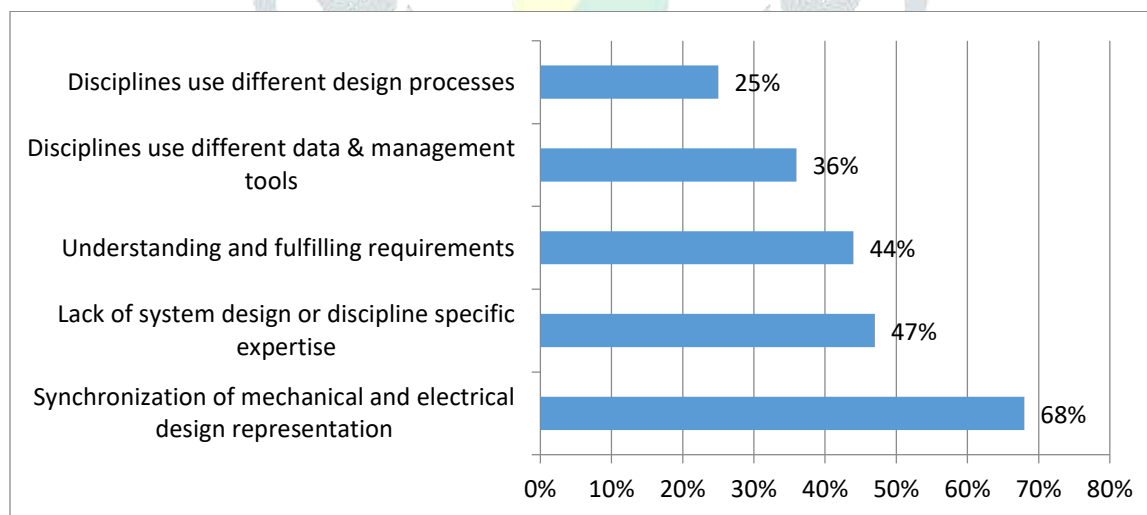 Disciplines use different design processes
25%
Disciplines use different data & management
tools
36%
Understanding and fulfilling requirements
44%
Lack of system design or discipline specific
expertise
47%
Synchronization of mechanical and electrical
design representation
68%
0% 10% 20% 30% 40% 50% 60% 70% 80%